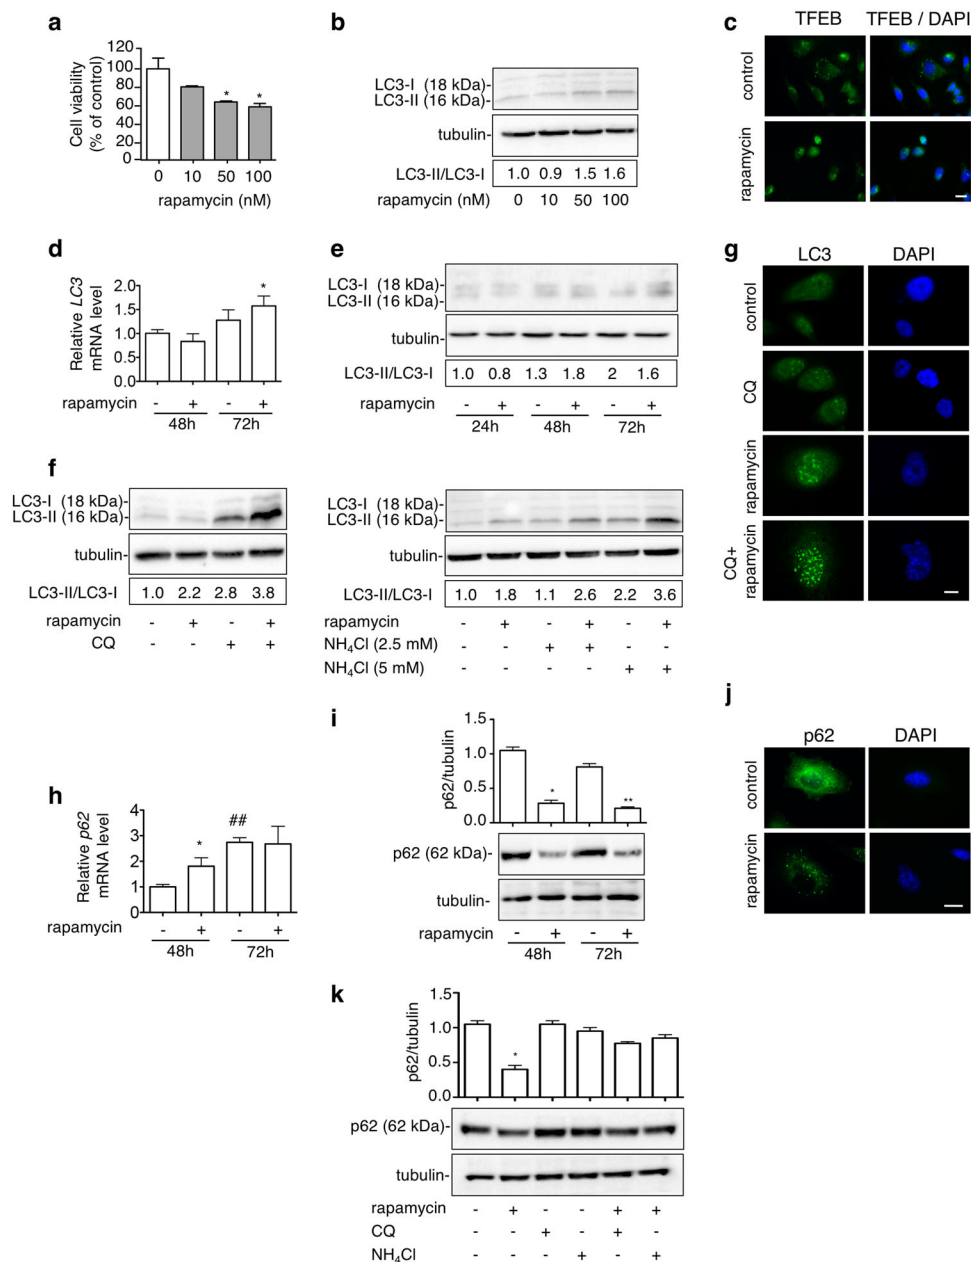 a
Cell viability
(% of control)
120
100
80
60
40
20
0
* *
0 10 50 100
rapamycin (nM)
b
LC3-I (18 kDa)-
LC3-II (16 kDa)-
tubulin-
LC3-II/LC3-I 1.0 0.9 1.5 1.6
rapamycin (nM) 0 10 50 100
c
TFEB TFEB / DAPI
control
rapamycin
d
Relative LC3
mRNA level
2.0
1.5
1.0
0.5
0.0
*
rapamycin - + - +
48h 72h
e
LC3-I (18 kDa)-
LC3-II (16 kDa)-
tubulin-
LC3-II/LC3-I 1.0 0.8 1.3 1.8 2 1.6
rapamycin - + - + - +
24h 48h 72h
g
LC3 DAPI
control
CQ
rapamycin
CQ+
rapamycin
f
LC3-I (18 kDa)-
LC3-II (16 kDa)-
tubulin-
LC3-II/LC3-I 1.0 2.2 2.8 3.8
rapamycin - + - +
CQ - - + +
LC3-I (18 kDa)-
LC3-II (16 kDa)-
tubulin-
LC3-II/LC3-I 1.0 1.8 1.1 2.6 2.2 3.6
rapamycin - + - + - +
NH4Cl (2.5 mM) - - + + - -
NH4Cl (5 mM) - - - - + +
h
Relative p62
mRNA level
4
3
2
1
0
* ##
rapamycin - + - +
48h 72h
i
p62/tubulin
1.5
1.0
0.5
0.0
* **
p62 (62 kDa)-
tubulin-
rapamycin - + - +
48h 72h
j
p62 DAPI
control
rapamycin
k
p62/tubulin
1.5
1.0
0.5
0.0
*
p62 (62 kDa)-
tubulin-
rapamycin - + - - + +
CQ - - + - + -
NH4Cl - - - + - +